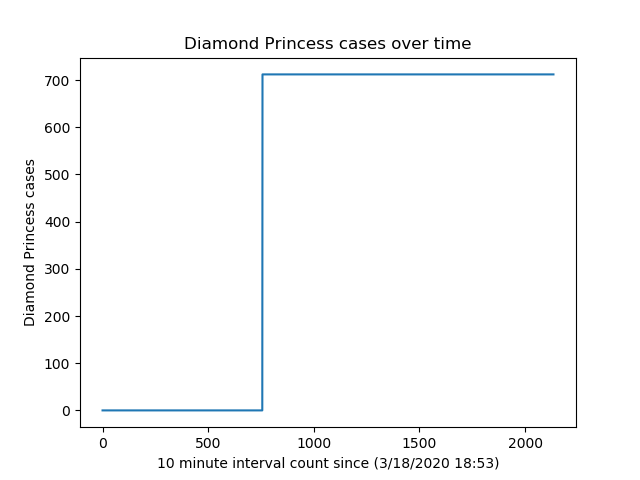 Diamond Princess cases over time
700
600
500
400
300
200
100
0
Diamond Princess cases
0 500 1000 1500 2000
10 minute interval count since (3/18/2020 18:53)